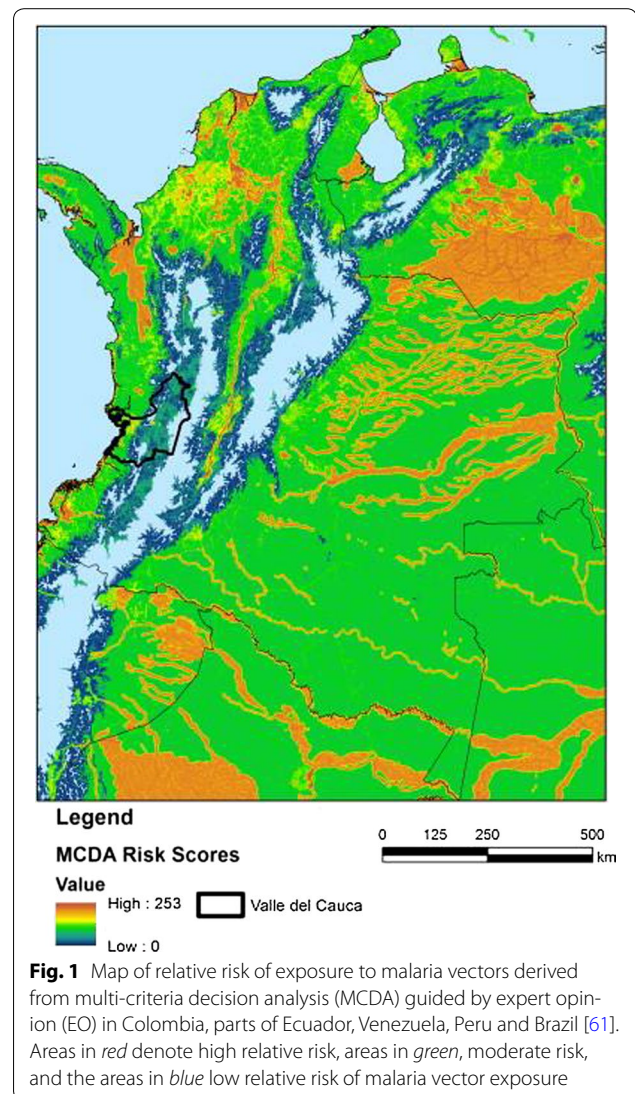 Legend
MCDA Risk Scores
Value
High : 253
Low : 0
Valle del Cauca
0 125 250 500
km
Fig. 1 Map of relative risk of exposure to malaria vectors derived
from multi-criteria decision analysis (MCDA) guided by expert opin-
ion (EO) in Colombia, parts of Ecuador, Venezuela, Peru and Brazil [61].
Areas in red denote high relative risk, areas in green, moderate risk,
and the areas in blue low relative risk of malaria vector exposure